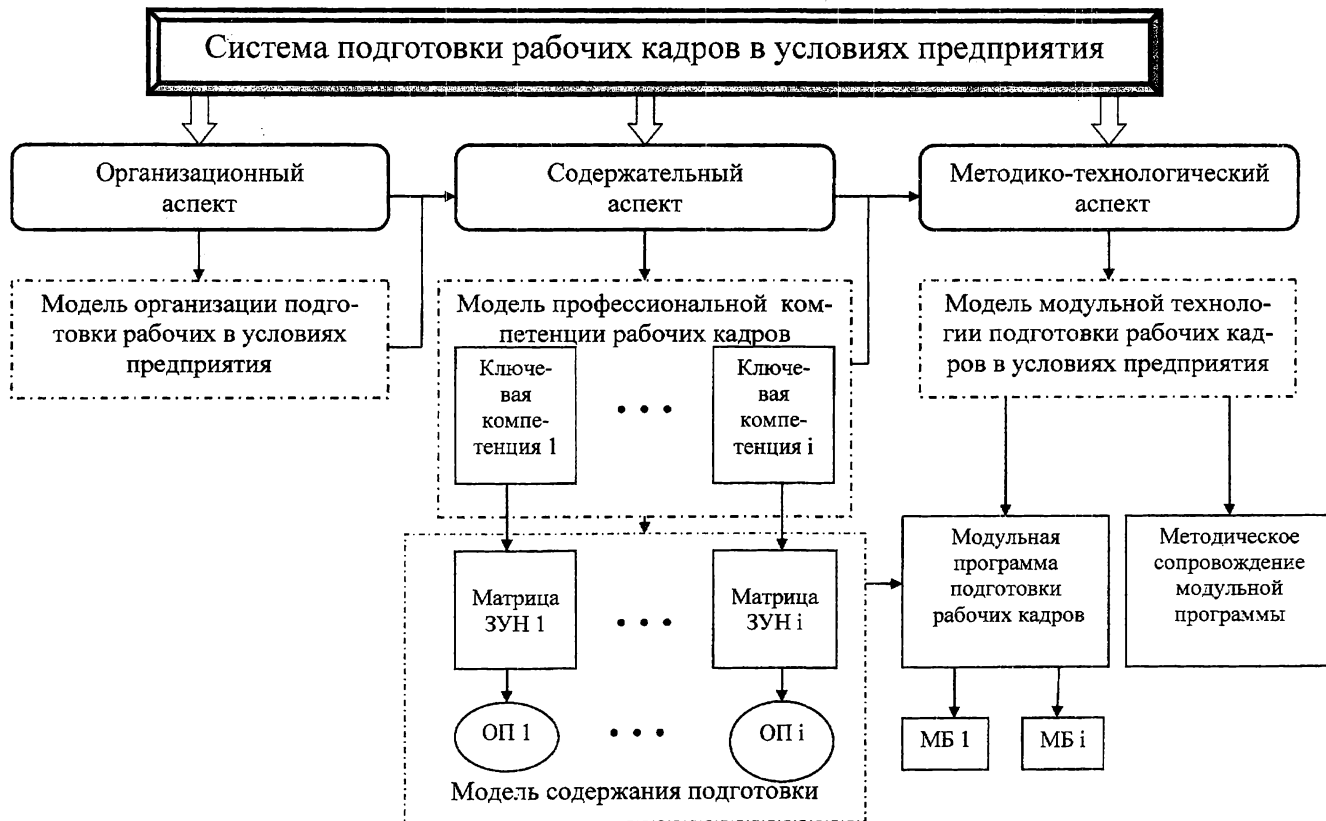 Система подготовки рабочих кадров в условиях предприятия
Организационный
аспект
Содержательный
аспект
Методико-технологический
аспект
Модель организации подго-
товки рабочих в условиях
предприятия
Модель профессиональной ком-
петенции рабочих кадров
Ключе-
вая
компе-
тенция 1
• • •
Ключе-
вая
компе-
тенция i
Модель модульной техноло-
гии подготовки рабочих кад-
ров в условиях предприятия
Матрица
ЗУН 1
• • •
Матрица
ЗУН i
ОП 1
• • •
ОП i
Модель содержания подготовки
Модульная
программа
подготовки
рабочих кадров
Методическое
сопровождение
модульной
программы
МБ 1
МБ i